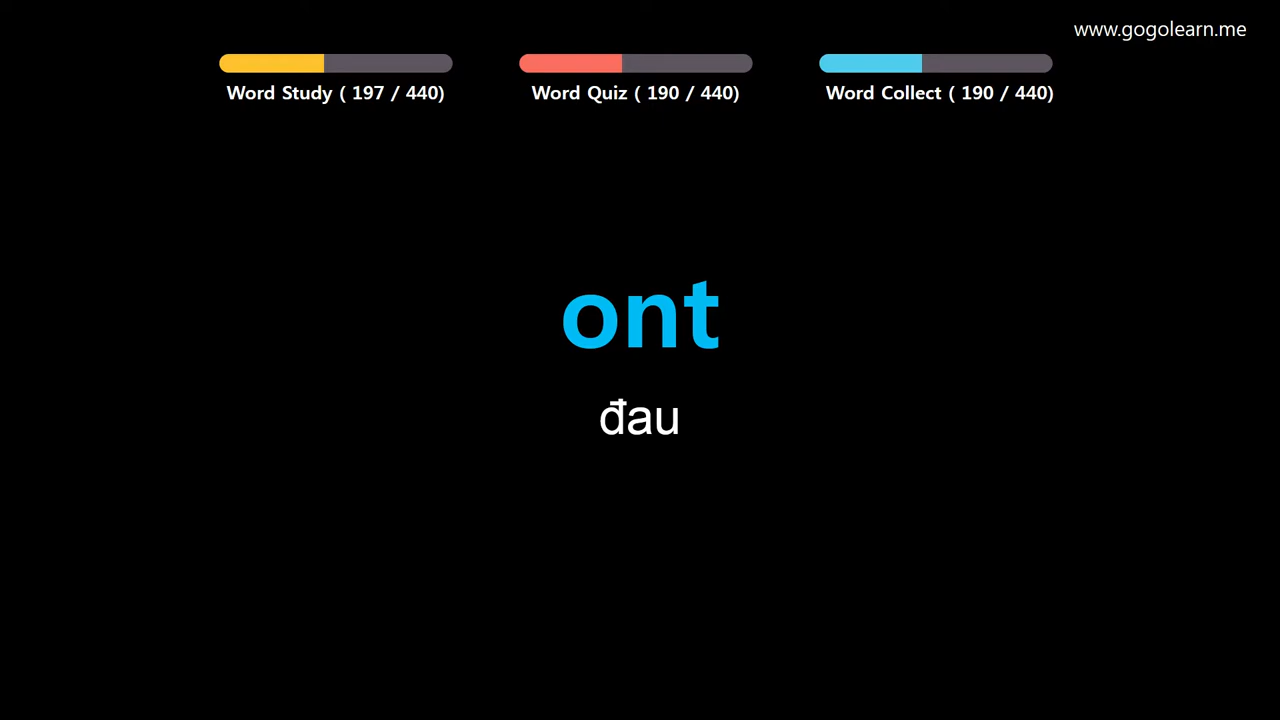 www.gogolearn.me
Word Study ( 197 / 440)
Word Quiz ( 190 / 440)
Word Collect ( 190 / 440)
ont
đau